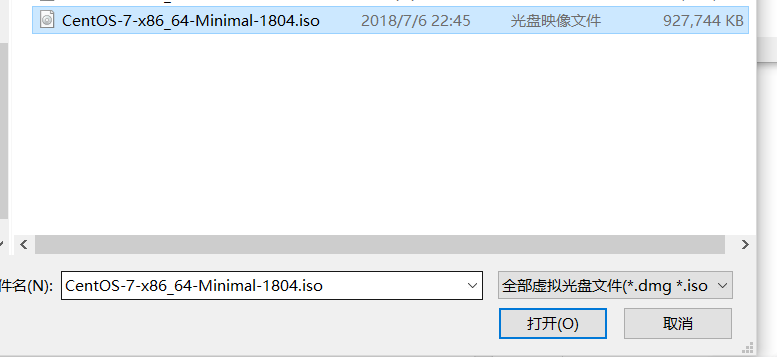 CentOS-7-x86_64-Minimal-1804.iso 2018/7/6 22:45 光盘映像文件 927,744 KB
件名(N): CentOS-7-x86_64-Minimal-1804.iso 全部虚拟光盘文件(*.dmg *.iso
打开(O) 取消